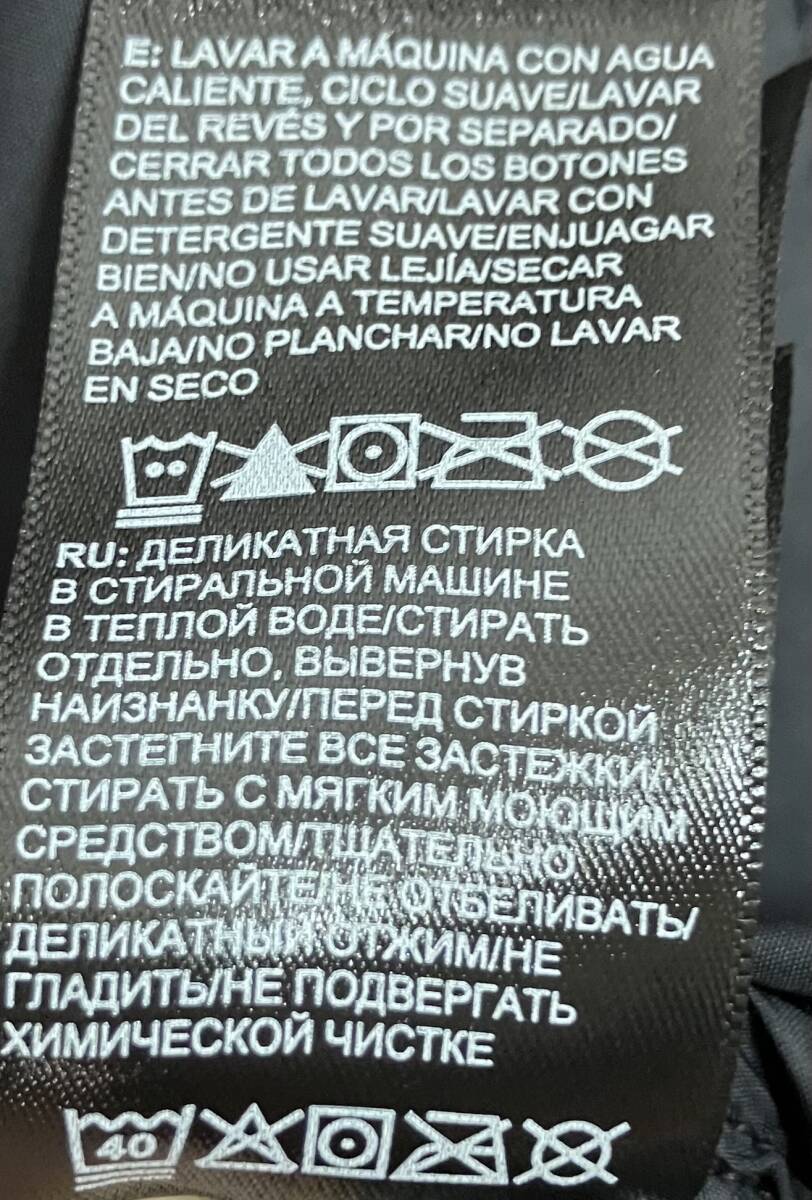 E: LAVAR A MÁQUINA CON AGUA
CALIENTE, CICLO SUAVE/LAVAR
DEL REVÉS Y POR SEPARADO/
CERRAR TODOS LOS BOTONES
ANTES DE LAVAR/LAVAR CON
DETERGENTE SUAVE/ENJUAGAR
BIEN/NO USAR LEJÍA/SECAR
A MÁQUINA A TEMPERATURA
BAJA/NO PLANCHAR/NO LAVAR
EN SECO
RU: ДЕЛИКАТНАЯ СТИРКА
В СТИРАЛЬНОЙ МАШИНЕ
В ТЕПЛОЙ ВОДЕ/СТИРАТЬ
ОТДЕЛЬНО, ВЫВЕРНУВ
НАИЗНАНКУ/ПЕРЕД СТИРКОЙ
ЗАСТЕГНИТЕ ВСЕ ЗАСТЕЖКИ/
СТИРАТЬ С МЯГКИМ МОЮЩИМ
СРЕДСТВОМ/ТЩАТЕЛЬНО
ПОЛОСКАЙТЕ/НЕ ОТБЕЛИВАТЬ/
ДЕЛИКАТНЫЙ ОТЖИМ/НЕ
ГЛАДИТЬ/НЕ ПОДВЕРГАТЬ
ХИМИЧЕСКОЙ ЧИСТКЕ
40